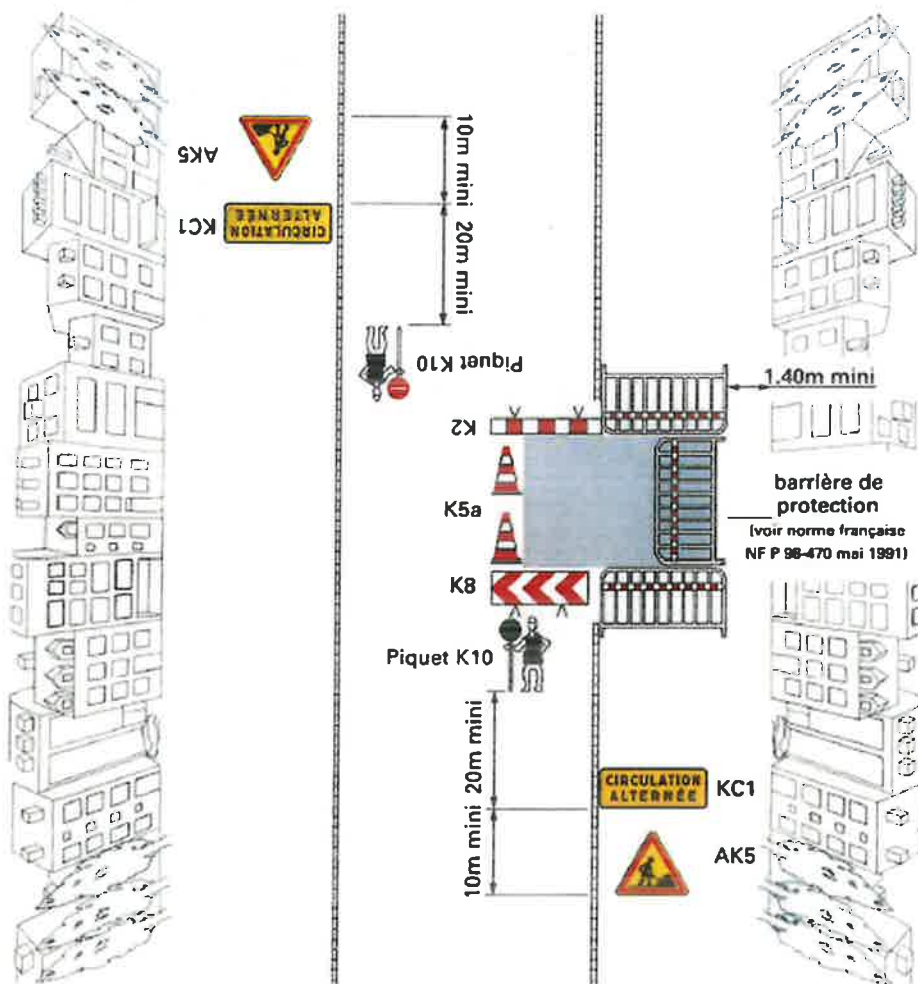 AK5
10m mini
KC1
CIRCULATION
ALTERNÉE
20m mini
Piquet K10
1.40m mini
K2
K5a
barrière de
protection
(voir norme française
NF P 98-470 mai 1991)
K8
Piquet K10
20m mini
CIRCULATION
ALTERNÉE
KC1
10m mini
AK5